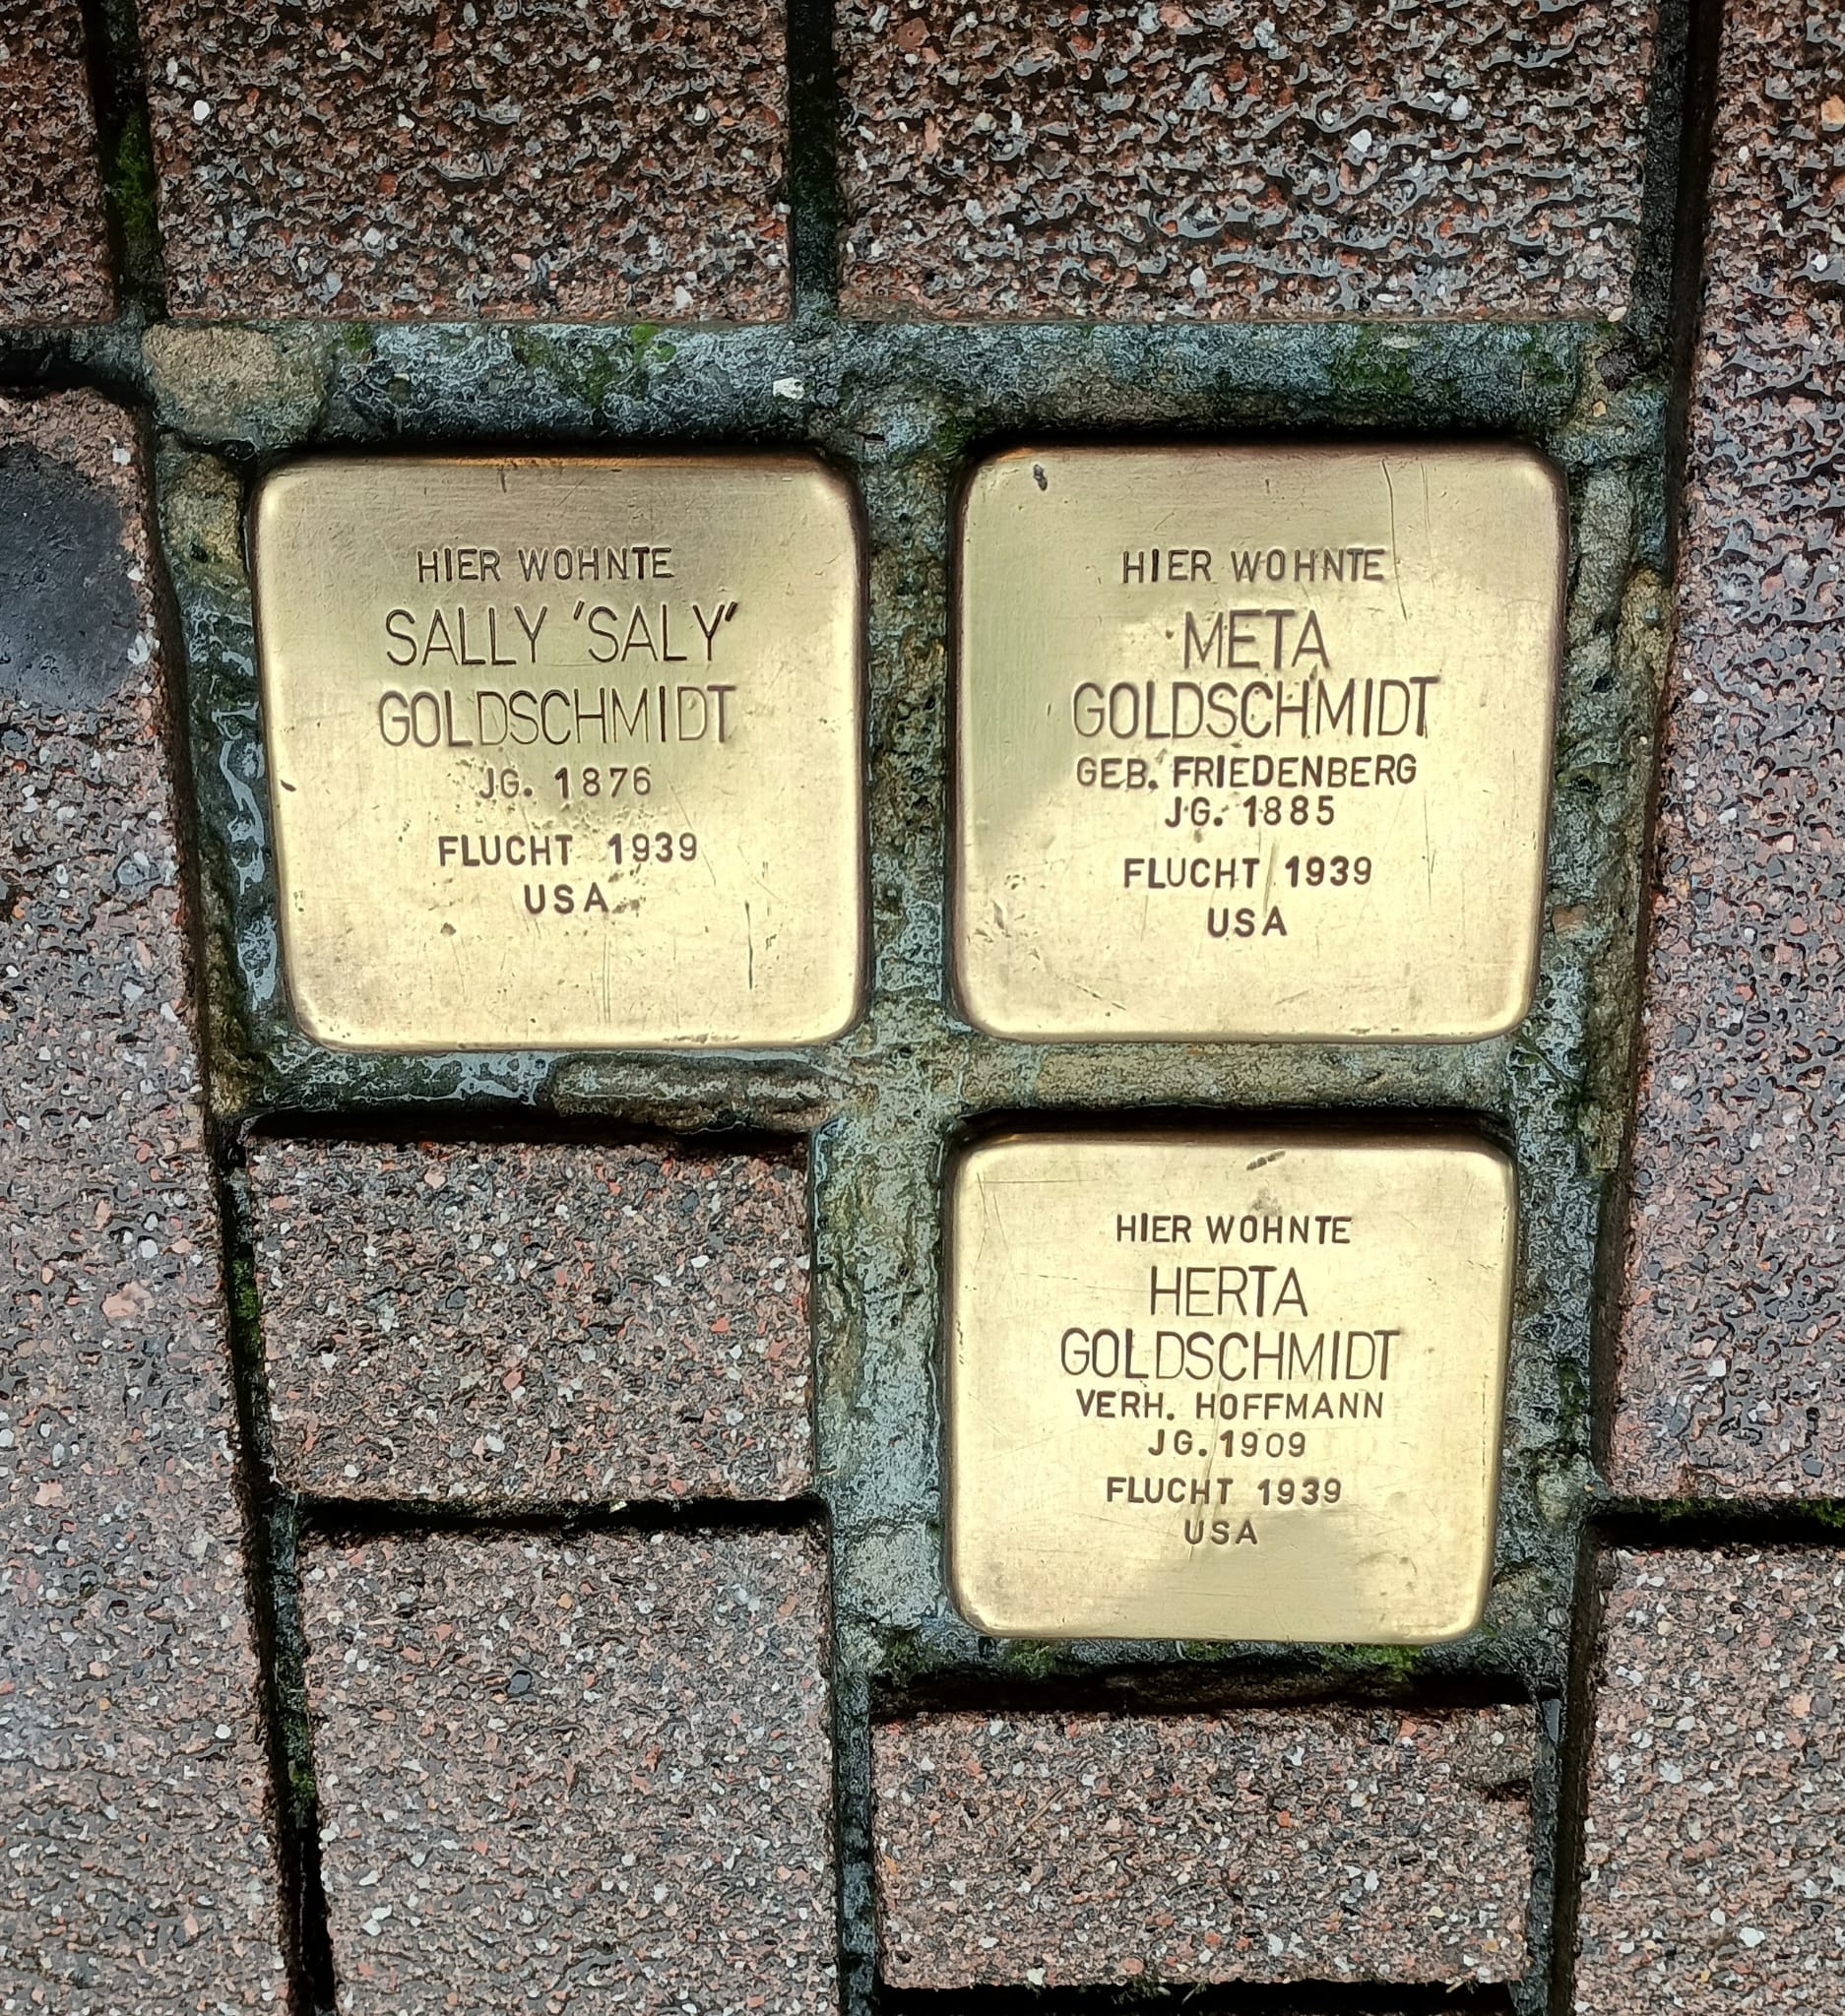 HIER WOHNTE
SALLY 'SALY'
GOLDSCHMIDT
JG. 1876
FLUCHT 1939
USA
HIER WOHNTE
META
GOLDSCHMIDT
GEB. FRIEDENBERG
JG. 1885
FLUCHT 1939
USA
HIER WOHNTE
HERTA
GOLDSCHMIDT
VERH. HOFFMANN
JG. 1909
FLUCHT 1939
USA